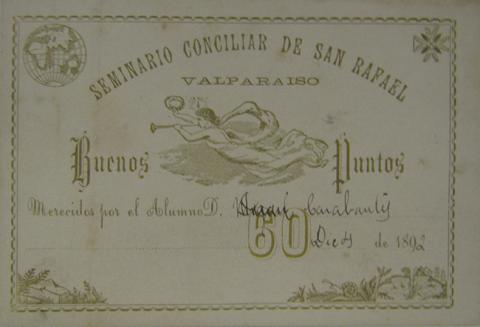 SEMINARIO CONCILIAR DE SAN RAFAEL
VALPARAISO
Buenos Puntos
Merecidos por el Alumno D.
60
de 1892